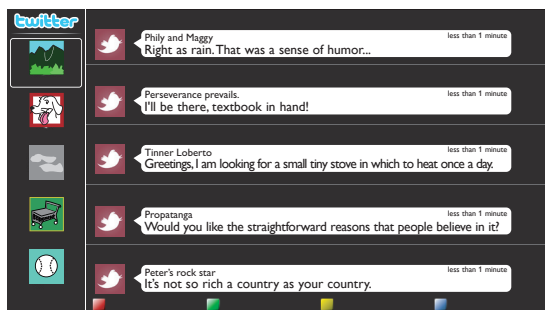 twitter
Phily and Maggy
less than 1 minute
Right as rain. That was a sense of humor...
Perseverance prevails.
less than 1 minute
I'll be there, textbook in hand!
Tinner Loberto
less than 1 minute
Greetings, I am looking for a small tiny stove in which to heat once a day.
Propatanga
less than 1 minute
Would you like the straightforward reasons that people believe in it?
Peter's rock star
less than 1 minute
It's not so rich a country as your country.